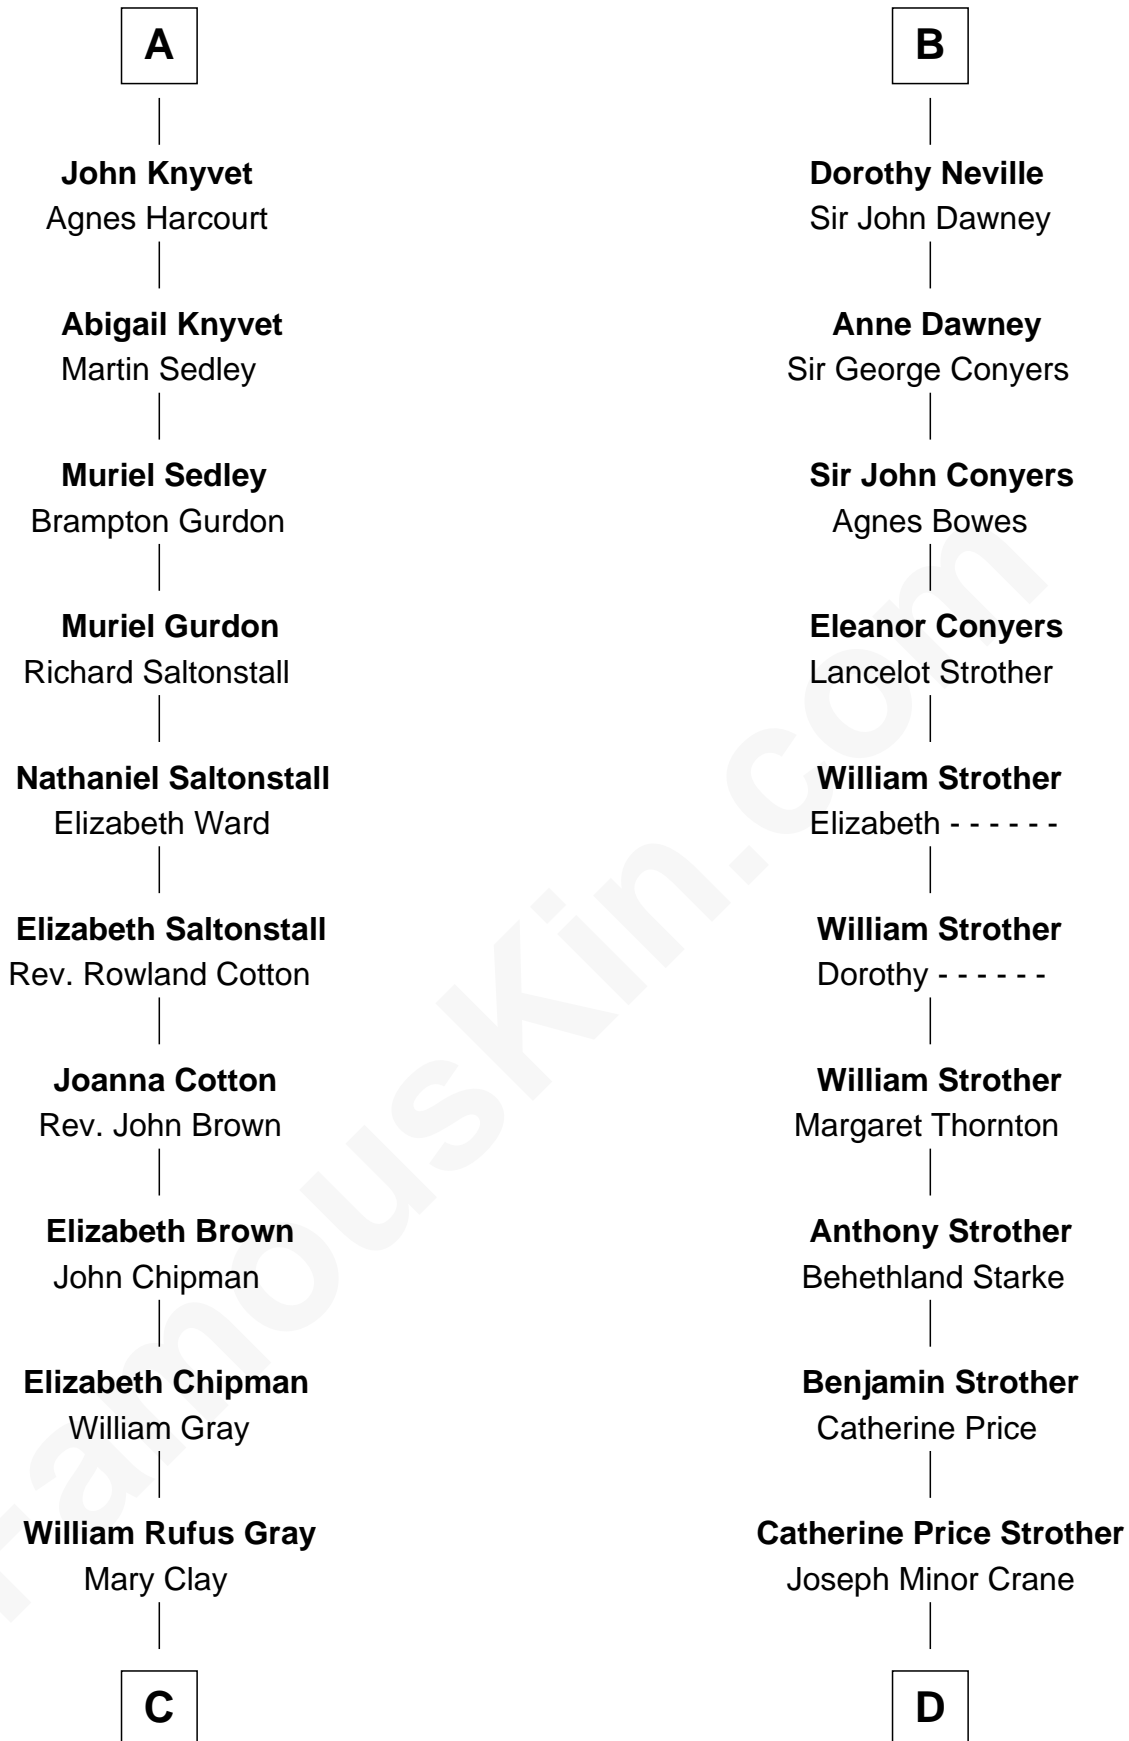 A
John Knyvet
Agnes Harcourt
Abigail Knyvet
Martin Sedley
Muriel Sedley
Brampton Gurdon
Muriel Gurdon
Richard Saltonstall
Nathaniel Saltonstall
Elizabeth Ward
Elizabeth Saltonstall
Rev. Rowland Cotton
Joanna Cotton
Rev. John Brown
Elizabeth Brown
John Chipman
Elizabeth Chipman
William Gray
William Rufus Gray
Mary Clay
C
B
Dorothy Neville
Sir John Dawney
Anne Dawney
Sir George Conyers
Sir John Conyers
Agnes Bowes
Eleanor Conyers
Lancelot Strother
William Strother
Elizabeth - - - - - -
William Strother
Dorothy - - - - - -
William Strother
Margaret Thornton
Anthony Strother
Behethland Starke
Benjamin Strother
Catherine Price
Catherine Price Strother
Joseph Minor Crane
D
FamousKin.com